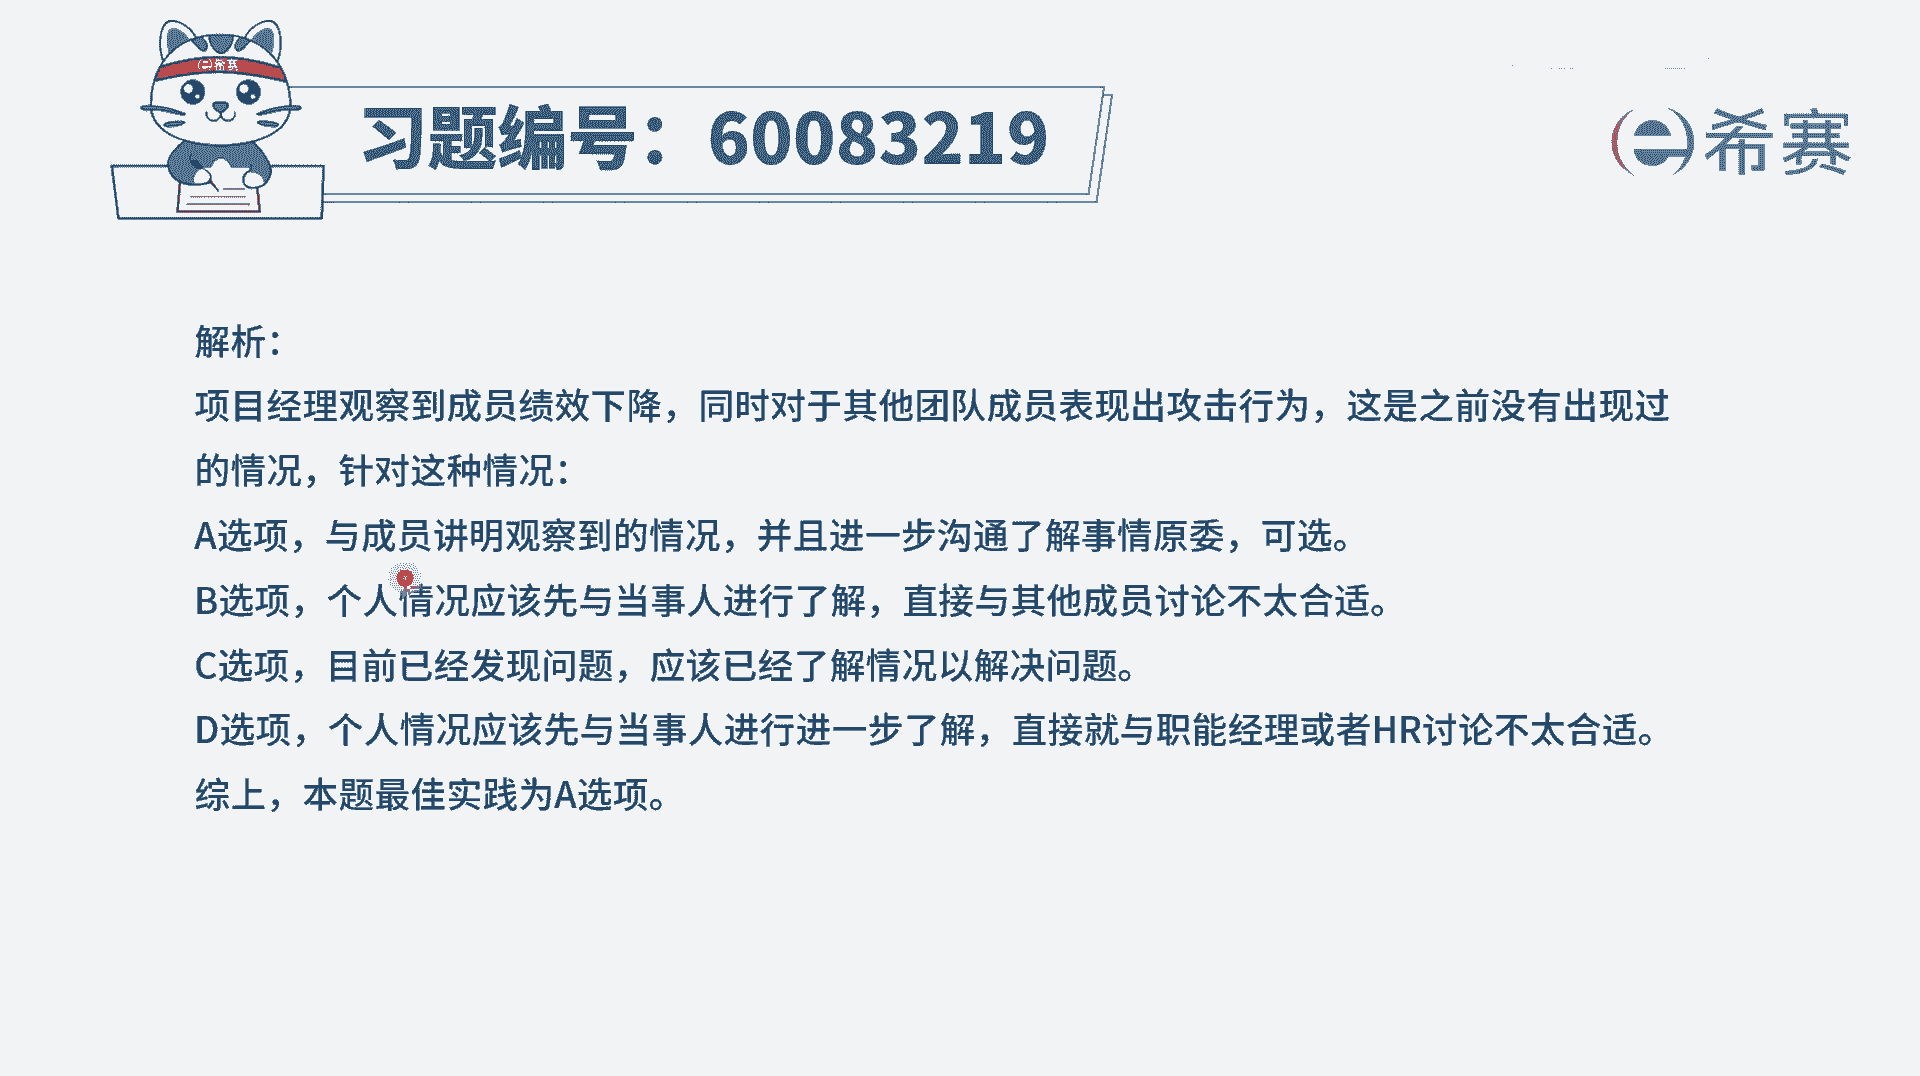 e希赛
习题编号：60083219
e希赛
解析：
项目经理观察到成员绩效下降，同时对于其他团队成员表现出攻击行为，这是之前没有出现过
的情况，针对这种情况：
A选项，与成员讲明观察到的情况，并且进一步沟通了解事情原委，可选。
B选项，个人情况应该先与当事人进行了解，直接与其他成员讨论不太合适。
C选项，目前已经发现问题，应该已经了解情况以解决问题。
D选项，个人情况应该先与当事人进行进一步了解，直接就与职能经理或者HR讨论不太合适。
综上，本题最佳实践为A选项。